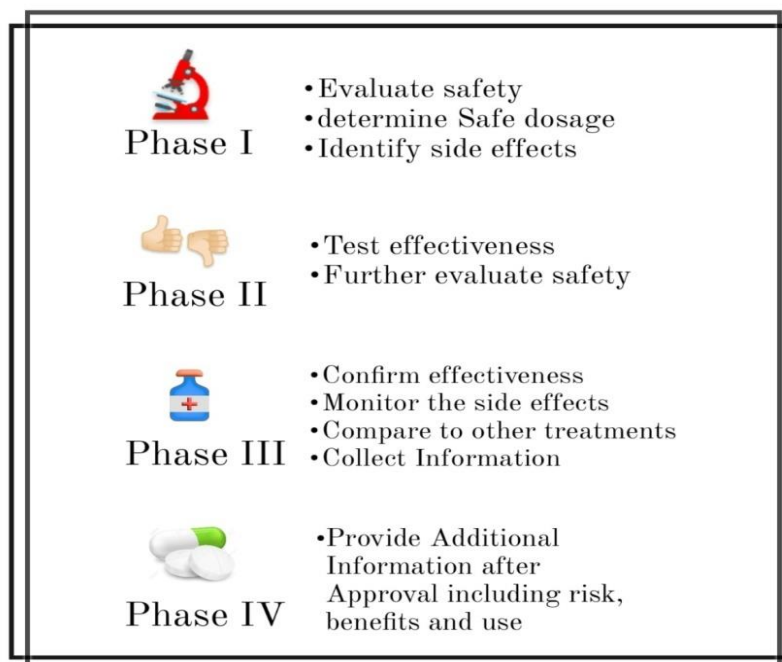 Phase I
•Evaluate safety
•determine Safe dosage
•Identify side effects
Phase II
•Test effectiveness
•Further evaluate safety
Phase III
•Confirm effectiveness
•Monitor the side effects
•Compare to other treatments
•Collect Information
Phase IV
•Provide Additional
Information after
Approval including risk,
benefits and use